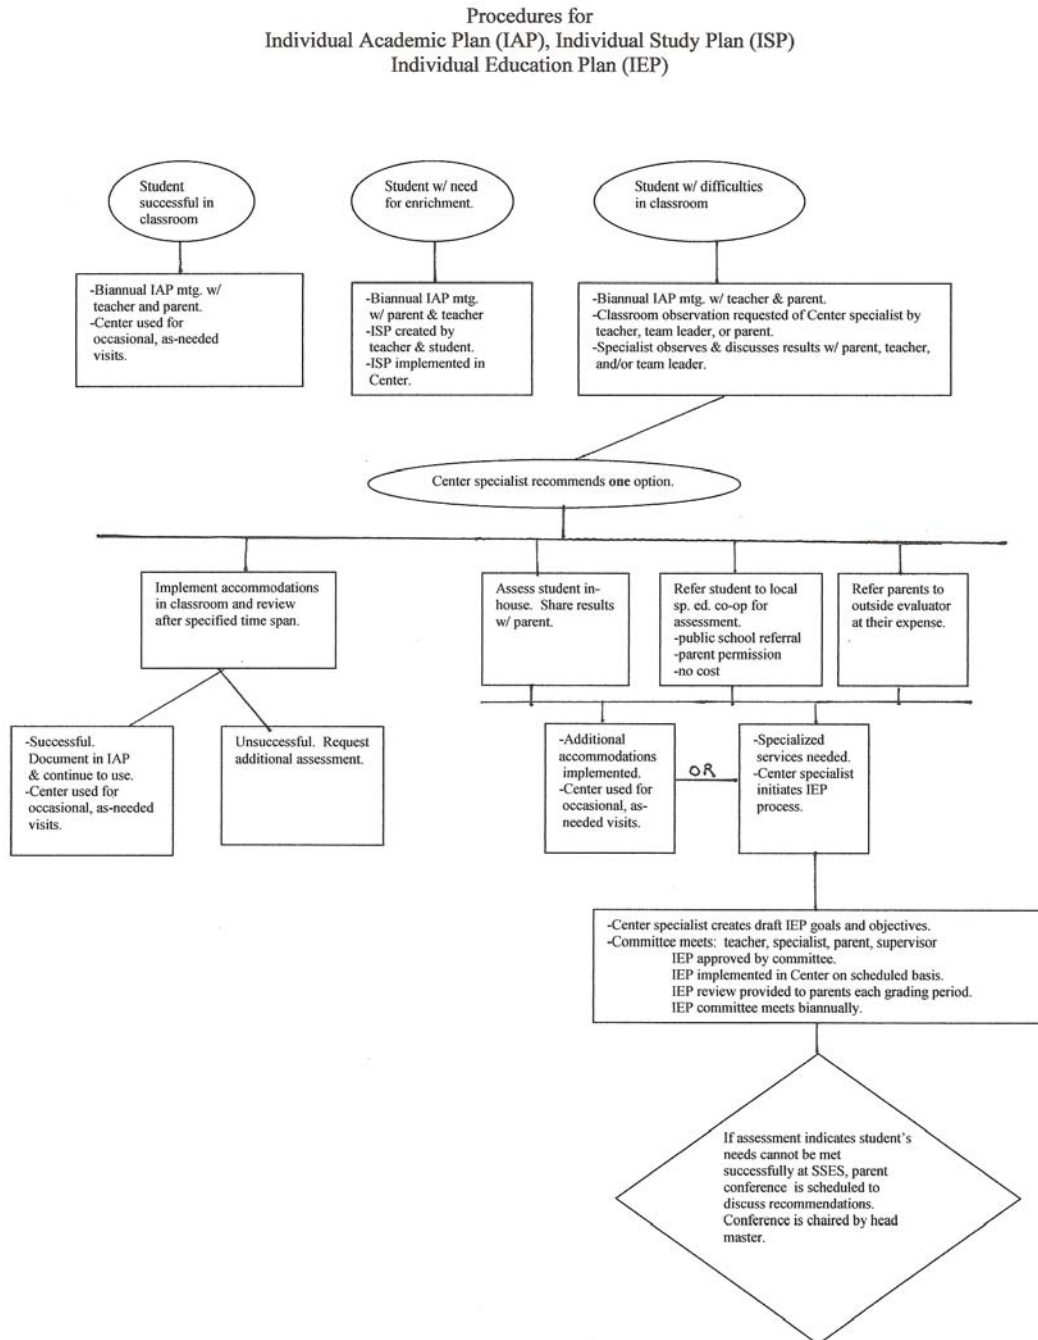 Procedures for
Individual Academic Plan (IAP), Individual Study Plan (ISP)
Individual Education Plan (IEP)
Student
successful in
classroom
Student w/ need
for enrichment.
Student w/ difficulties
in classroom
-Biannual IAP mtg. w/
teacher and parent.
-Center used for
occasional, as-needed
visits.
-Biannual IAP mtg.
w/ parent & teacher
-ISP created by
teacher & student.
-ISP implemented in
Center.
-Biannual IAP mtg. w/ teacher & parent.
-Classroom observation requested of Center specialist by
teacher, team leader, or parent.
-Specialist observes & discusses results w/ parent, teacher,
and/or team leader.
Center specialist recommends one option.
Implement accommodations
in classroom and review
after specified time span.
Assess student in-
house. Share results
w/ parent.
Refer student to local
sp. ed. co-op for
assessment.
-public school referral
-parent permission
-no cost
Refer parents to
outside evaluator
at their expense.
-Successful.
Document in IAP
& continue to use.
-Center used for
occasional, as-needed
visits.
Unsuccessful. Request
additional assessment.
-Additional
accommodations
implemented.
-Center used for
occasional, as-
needed visits.
OR
-Specialized
services needed.
-Center specialist
initiates IEP
process.
-Center specialist creates draft IEP goals and objectives.
-Committee meets: teacher, specialist, parent, supervisor
IEP approved by committee.
IEP implemented in Center on scheduled basis.
IEP review provided to parents each grading period.
IEP committee meets biannually.
If assessment indicates student's
needs cannot be met
successfully at SSES, parent
conference is scheduled to
discuss recommendations.
Conference is chaired by head
master.